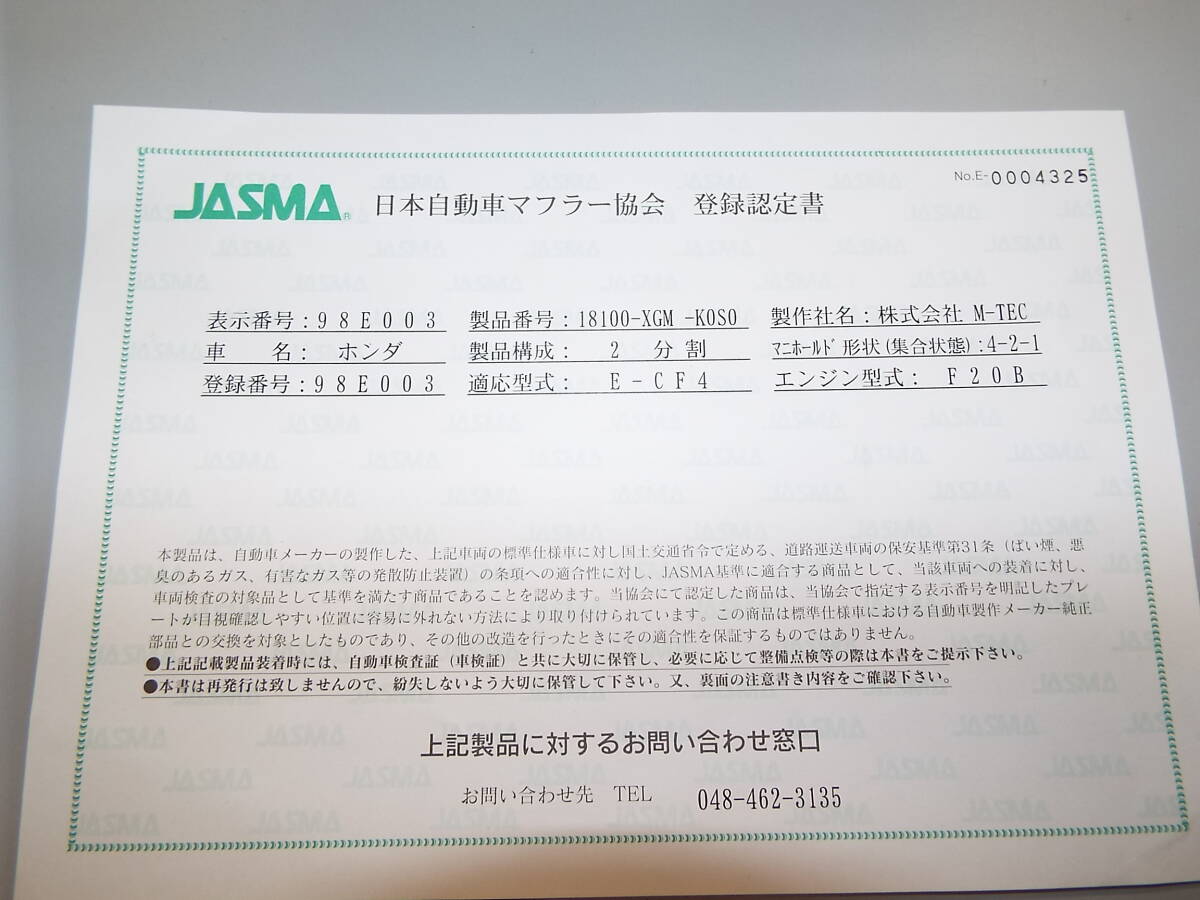 No.E-0004325
JASMA® 日本自動車マフラー協会 登録認定書
表示番号：98E003 製品番号：18100-XGM -K0S0 製作社名：株式会社 M-TEC
車 名： ホンダ 製品構成： 2 分割 ﾏﾆﾎｰﾙﾄﾞ 形状(集合状態)：4-2-1
登録番号：98E003 適応型式： E-CF4 エンジン型式： F20B
本製品は、自動車メーカーの製作した、上記車両の標準仕様車に対し国土交通省令で定める、道路運送車両の保安基準第31条（ばい煙、悪
臭のあるガス、有害なガス等の発散防止装置）の条項への適合性に対し、JASMA基準に適合する商品として、当該車両への装着に対し、
車両検査の対象品として基準を満たす商品であることを認めます。当協会にて認定した商品は、当協会で指定する表示番号を明記したプレ
ートが目視確認しやすい位置に容易に外れない方法により取り付けられています。この商品は標準仕様車における自動車製作メーカー純正
部品との交換を対象としたものであり、その他の改造を行ったときにその適合性を保証するものではありません。
●上記記載製品装着時には、自動車検査証（車検証）と共に大切に保管し、必要に応じて整備点検等の際は本書をご提示下さい。
●本書は再発行は致しませんので、紛失しないよう大切に保管して下さい。又、裏面の注意書き内容をご確認下さい。
上記製品に対するお問い合わせ窓口
お問い合わせ先 TEL 048-462-3135